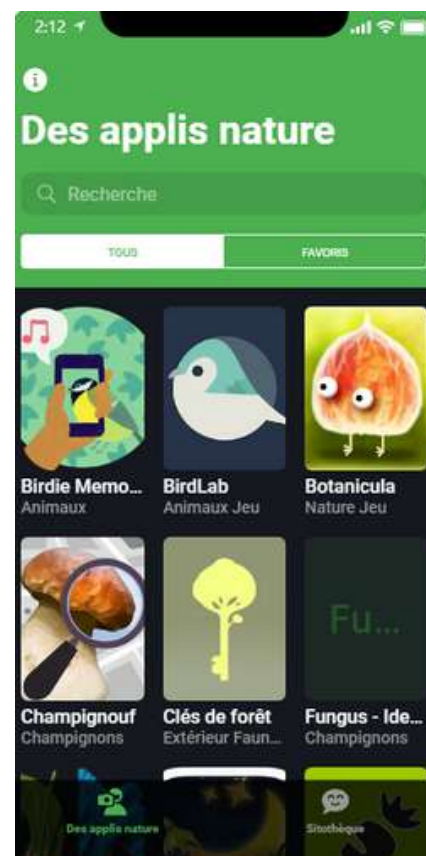 2:12
Des applis nature
Recherche
TOUS
FAVORIS
Birdie Memo...
Animaux
BirdLab
Animaux Jeu
Botanicula
Nature Jeu
Champignouf
Champignons
Clés de forêt
Extérieur Faun...
Fu...
Fungus - Ide...
Champignons
Des applis nature
Sitothèque